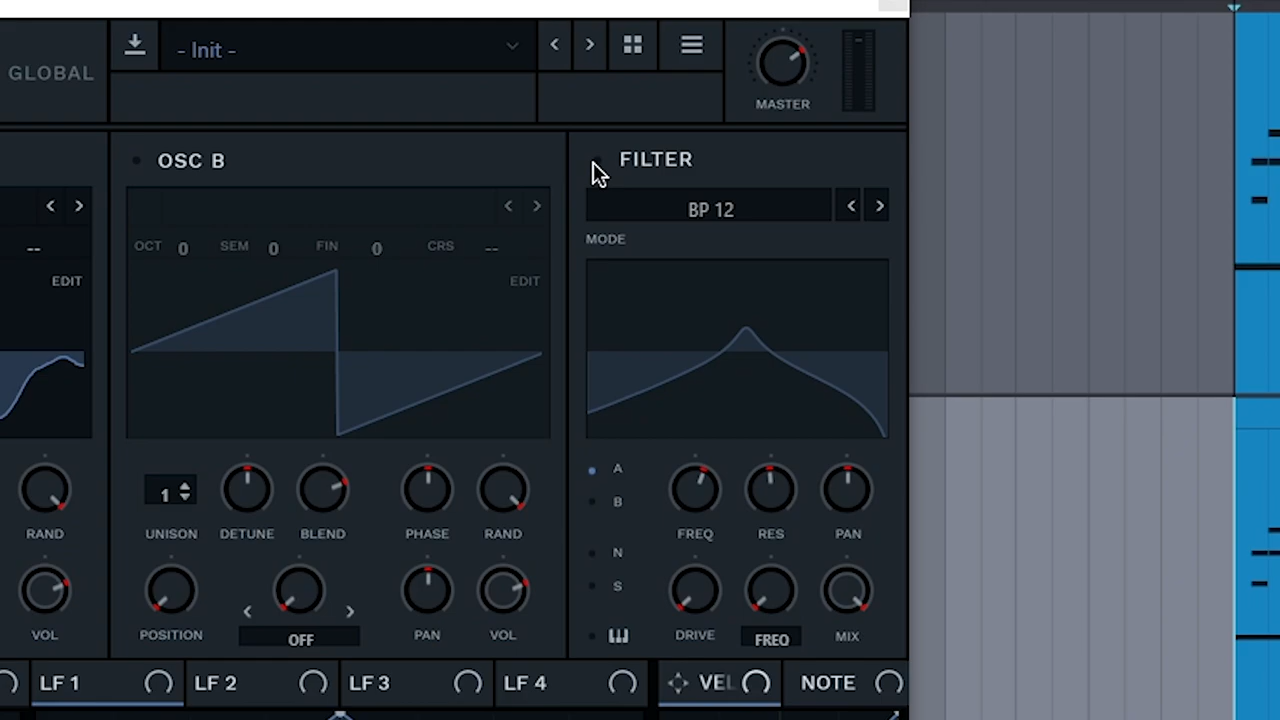 GLOBAL
- Init -
MASTER
OSC B
FILTER
BP 12
MODE
--
OCT 0 SEM 0 FIN 0 CRS --
EDIT
EDIT
A
B
N
S
1
RAND
UNISON DETUNE BLEND PHASE RAND
FREQ RES PAN
VOL
POSITION OFF PAN VOL
DRIVE FREQ MIX
LF 1 LF 2 LF 3 LF 4 VEL NOTE